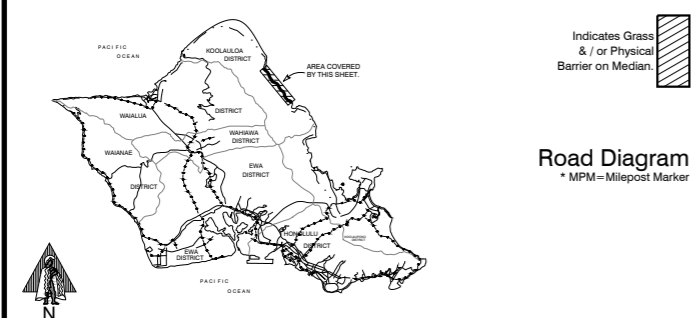 PACIFIC
OCEAN
KOOLAULOA
DISTRICT
AREA COVERED
BY THIS SHEET.
WAIALUA
DISTRICT
WAHIAWA
DISTRICT
WAIANAE
EWA
DISTRICT
DISTRICT
HONOLULU
DISTRICT
EWA
DISTRICT
DISTRICT
PACIFIC
OCEAN
N
Indicates Grass
& / or Physical
Barrier on Median.
Road Diagram
* MPM=Milepost Marker